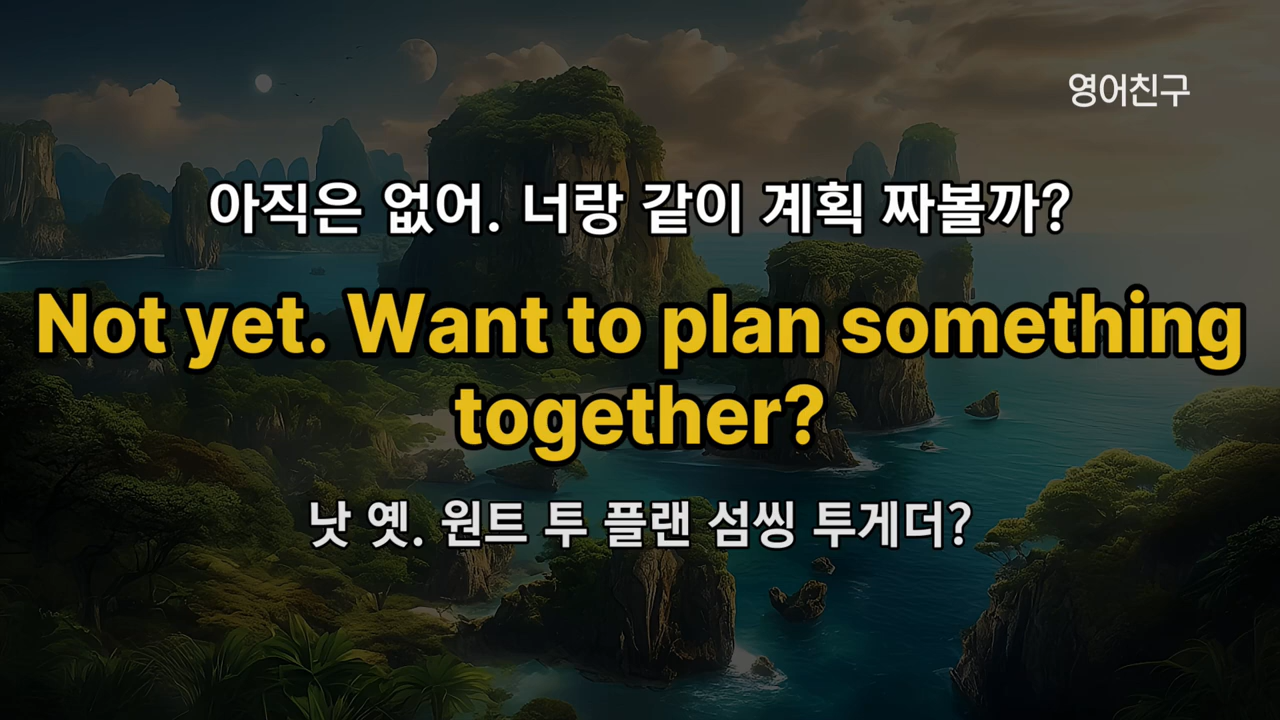 영어친구
아직은 없어. 너랑 같이 계획 짜볼까?
Not yet. Want to plan something
together?
낫 옛. 원트 투 플랜 섬씽 투게더?